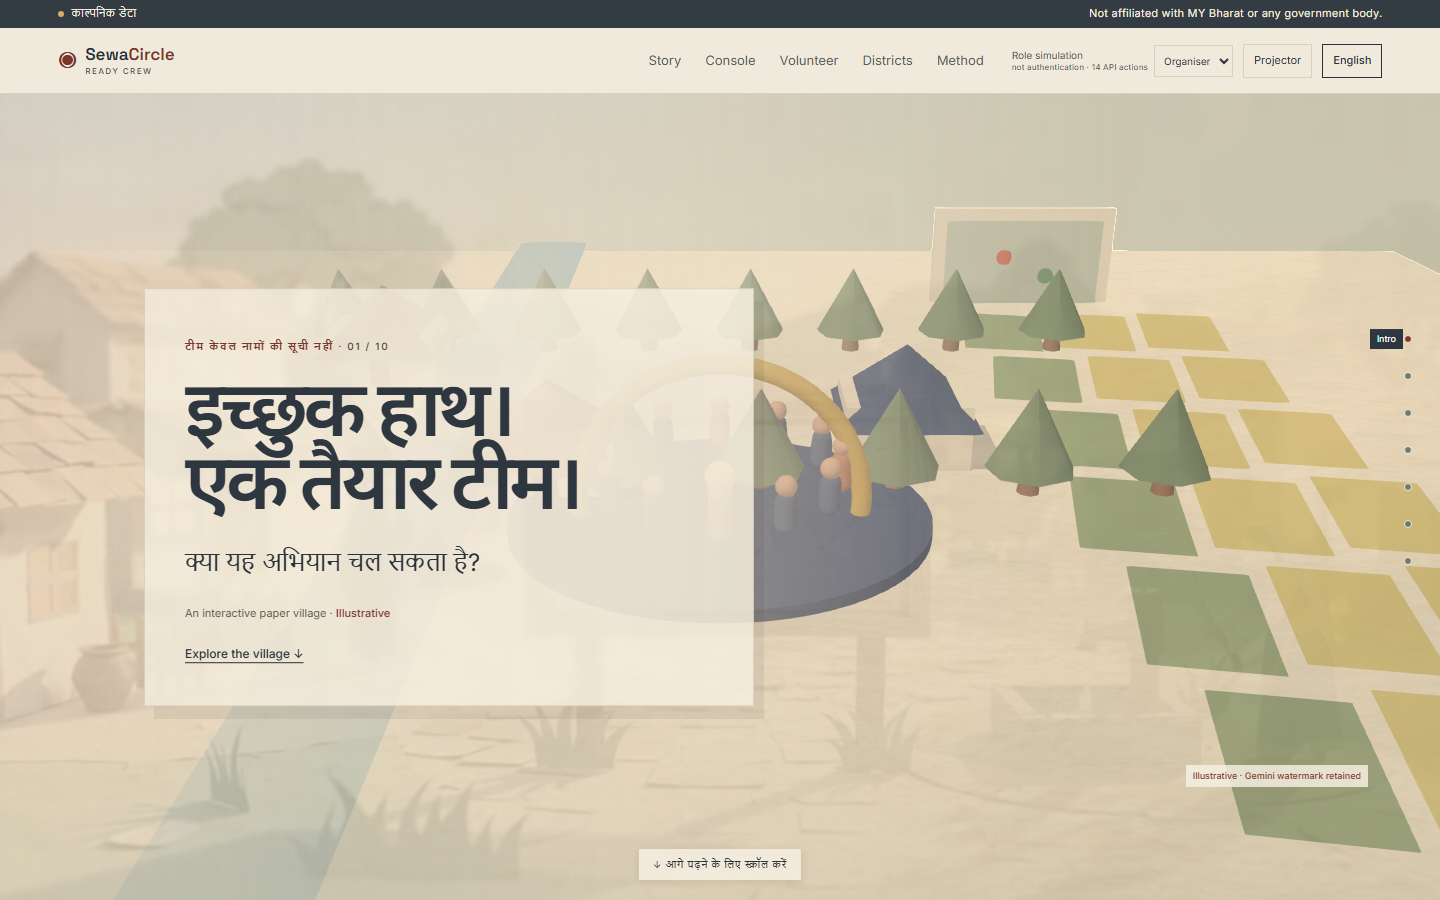 काल्पनिक डेटा
Not affiliated with MY Bharat or any government body.
SewaCircle
READY CREW
Story
Console
Volunteer
Districts
Method
Role simulation
not authentication · 14 API actions
Organiser
Projector
English
टीम केवल नामों की सूची नहीं · 01 / 10
इच्छुक हाथ।
एक तैयार टीम।
क्या यह अभियान चल सकता है?
An interactive paper village · Illustrative
Explore the village ↓
Intro
Illustrative · Gemini watermark retained
↓ आगे पढ़ने के लिए स्क्रॉल करें